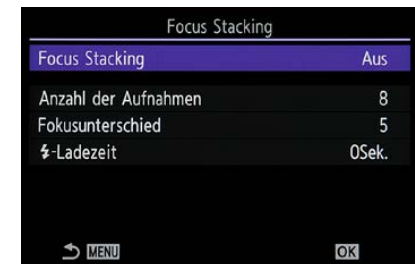 Focus Stacking
Focus Stacking Aus
Anzahl der Aufnahmen 8
Fokusunterschied 5
-Ladezeit 0Sek.
MENU OK